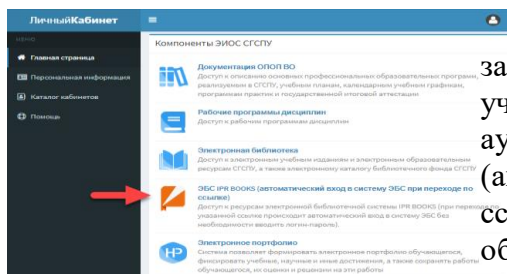 ЛичныйКабинет
МЕНЮ
Главная страница
Персональная информация
Каталог кабинетов
Помощь
Компоненты ЭИОС СГСПУ
Документация ОПОП ВО
Доступ к описанию основных профессиональных образовательных программ,
реализуемым в СГСПУ, учебным планам, календарным учебным графикам,
программам практик и государственной итоговой аттестации
Рабочие программы дисциплин
Доступ к рабочим программам дисциплин
Электронная библиотека
Доступ к электронным учебным изданиям и электронным образовательным
ресурсам СГСПУ, а также электронному каталогу библиотечного фонда СГСПУ
ЭБС IPR BOOKS (автоматический вход в систему ЭБС при переходе по
ссылке)
Доступ к ресурсам электронной библиотечной системы IPR BOOKS (при переходе по
указанной ссылке происходит автоматический вход в систему ЭБС без
необходимости вводить логин-пароль).
Электронное портфолио
Система позволяет формировать электронное портфолио обучающегося,
фиксировать учебные, научные и иные достижения, а также сохранять работы
обучающегося, их оценки и рецензии на эти работы
за
уч
ау
(а
сс
об